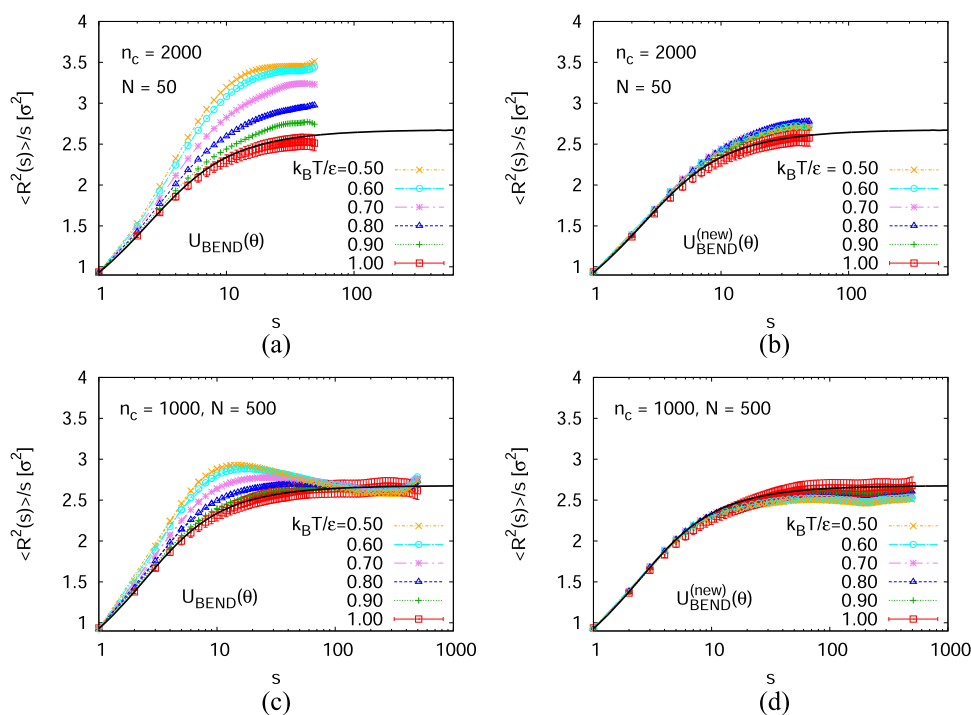 4
3.5
3
2.5
2
1.5
1
<R²(s)>/s [σ²]
n_c = 2000
N = 50
k_BT/ε=0.50
0.60
0.70
0.80
0.90
1.00
U_BEND(θ)
1 10 100
s
(a)
4
3.5
3
2.5
2
1.5
1
<R²(s)>/s [σ²]
n_c = 2000
N = 50
k_BT/ε = 0.50
0.60
0.70
0.80
0.90
1.00
U_BEND^(new)(θ)
1 10 100
s
(b)
4
3.5
3
2.5
2
1.5
1
<R²(s)>/s [σ²]
n_c = 1000, N = 500
k_BT/ε=0.50
0.60
0.70
0.80
0.90
1.00
U_BEND(θ)
1 10 100 1000
s
(c)
4
3.5
3
2.5
2
1.5
1
<R²(s)>/s [σ²]
n_c = 1000, N = 500
k_BT/ε=0.50
0.60
0.70
0.80
0.90
1.00
U_BEND^(new)(θ)
1 10 100 1000
s
(d)